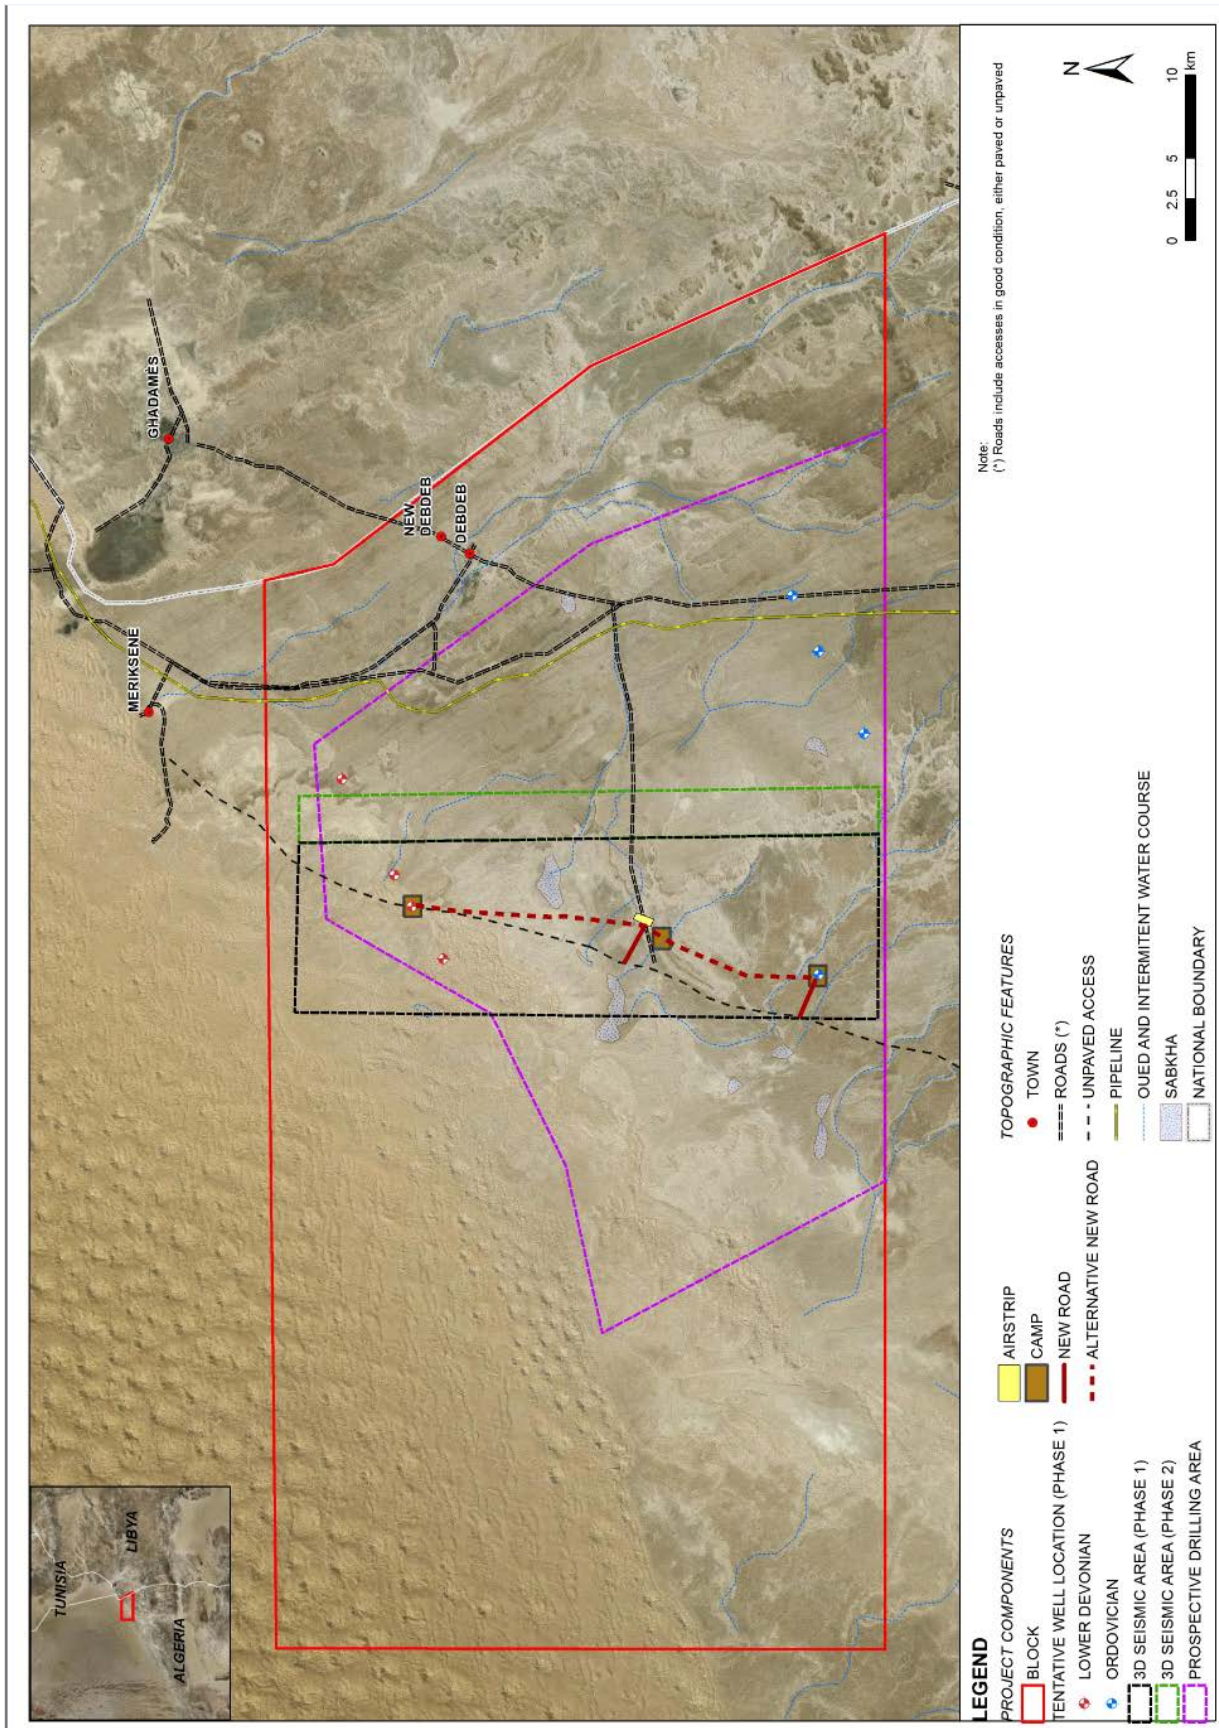 TUNISIA
LIBYA
ALGERIA
MERIKSENE
GHADAMÈS
NEW
DEBDEB
DEBDEB
LEGEND
PROJECT COMPONENTS
BLOCK
TENTATIVE WELL LOCATION (PHASE 1)
LOWER DEVONIAN
ORDOVICIAN
3D SEISMIC AREA (PHASE 1)
3D SEISMIC AREA (PHASE 2)
PROSPECTIVE DRILLING AREA
AIRSTRIP
CAMP
NEW ROAD
ALTERNATIVE NEW ROAD
TOPOGRAPHIC FEATURES
TOWN
ROADS (*)
UNPAVED ACCESS
PIPELINE
OUED AND INTERMITENT WATER COURSE
SABKHA
NATIONAL BOUNDARY
Note:
(*) Roads include accesses in good condition, either paved or unpaved
N
0 2.5 5 10
km